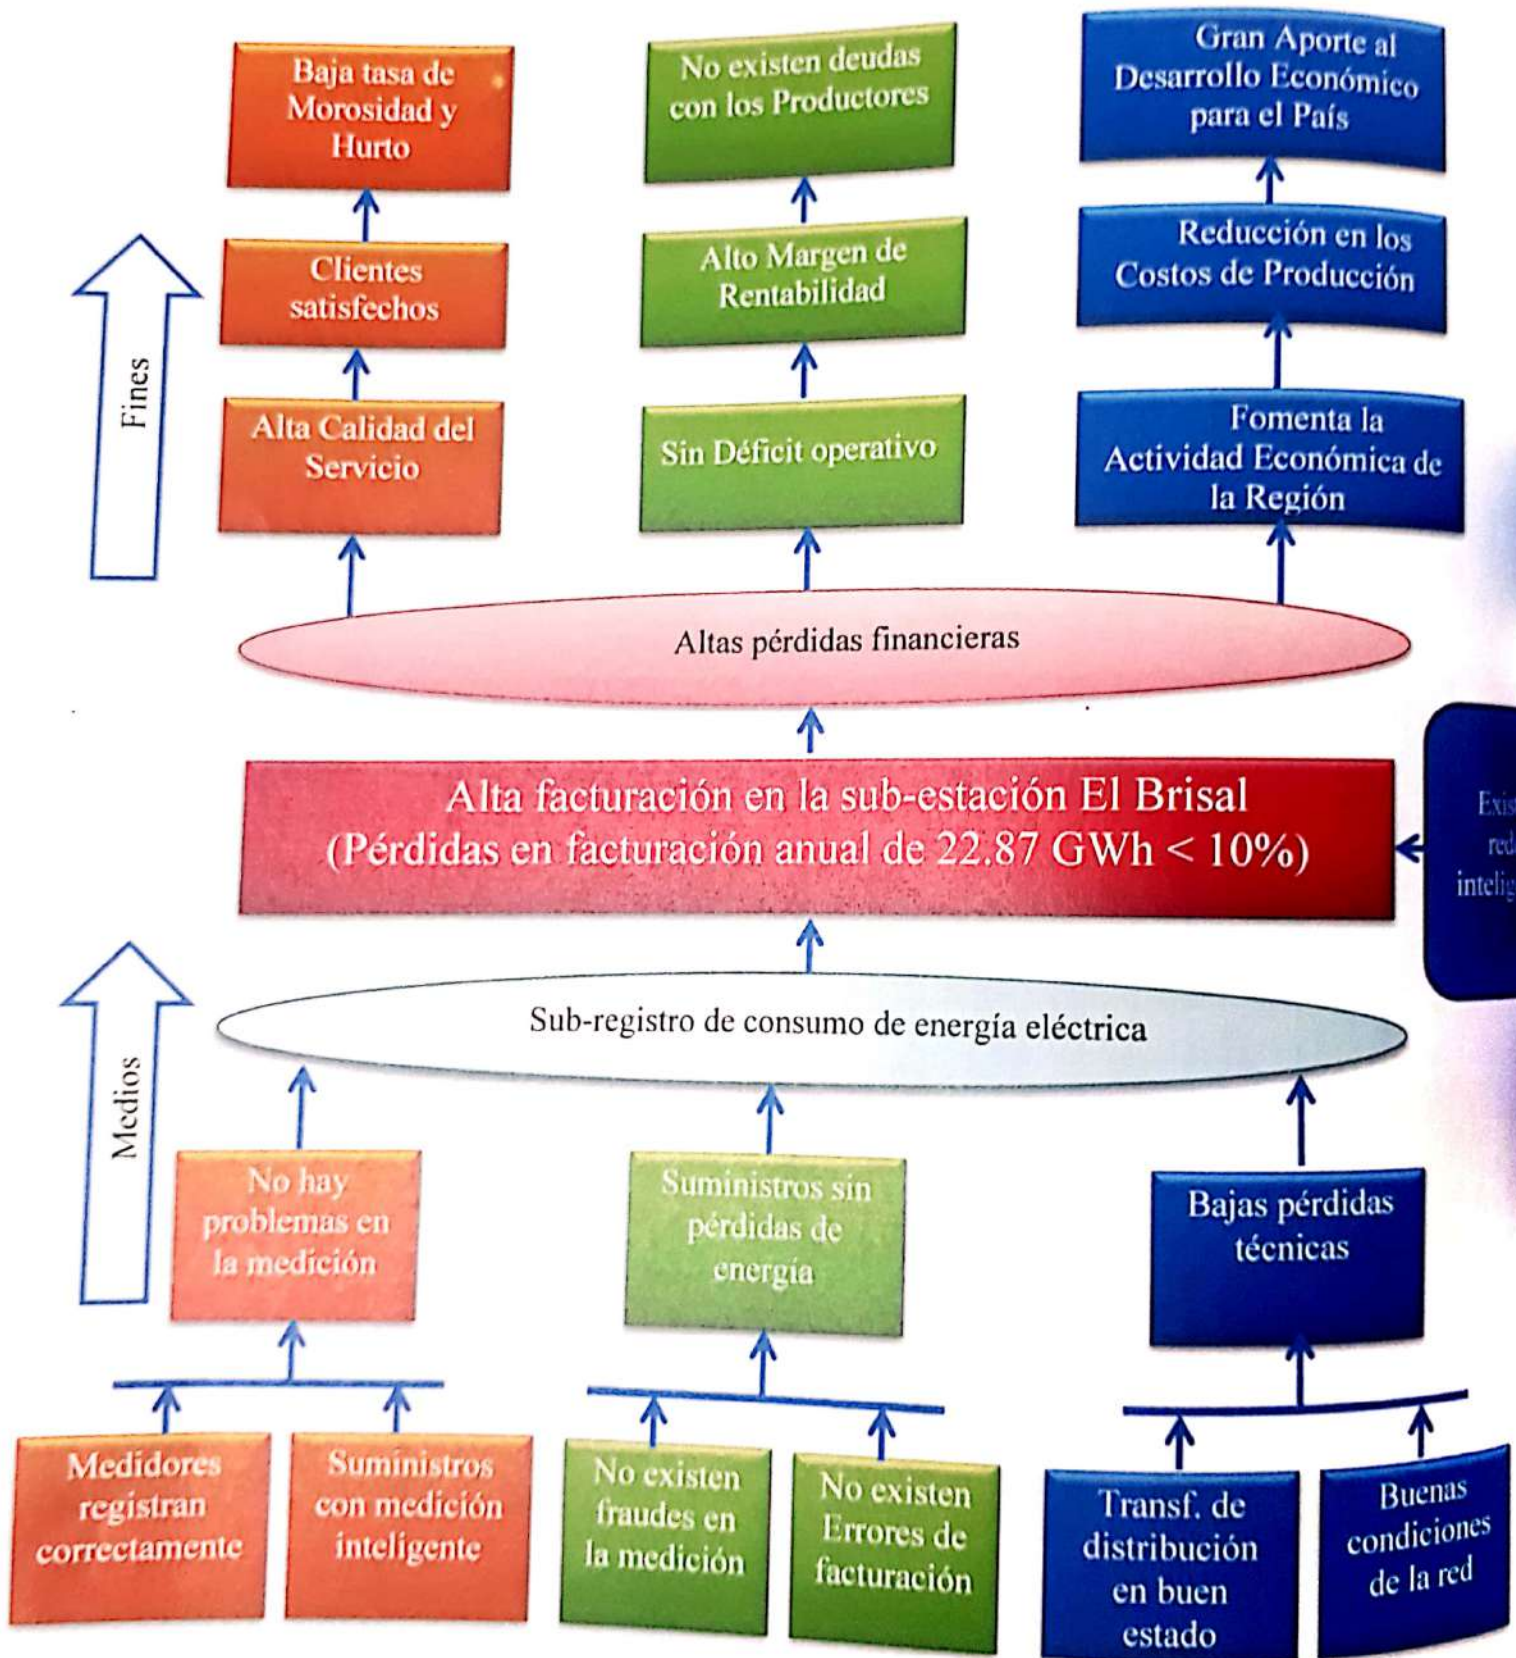 Baja tasa de
Morosidad y
Hurto
No existen deudas
con los Productores
Gran Aporte al
Desarrollo Económico
para el País
Clientes
satisfechos
Alto Margen de
Rentabilidad
Reducción en los
Costos de Producción
Fines
Alta Calidad del
Servicio
Sin Déficit operativo
Fomenta la
Actividad Económica de
la Región
Altas pérdidas financieras
Alta facturación en la sub-estación El Brisal
(Pérdidas en facturación anual de 22.87 GWh < 10%)
Sub-registro de consumo de energía eléctrica
Medios
No hay
problemas en
la medición
Suministros sin
pérdidas de
energía
Bajas pérdidas
técnicas
Medidores
registran
correctamente
Suministros
con medición
inteligente
No existen
fraudes en
la medición
No existen
Errores de
facturación
Transf. de
distribución
en buen
estado
Buenas
condiciones
de la red